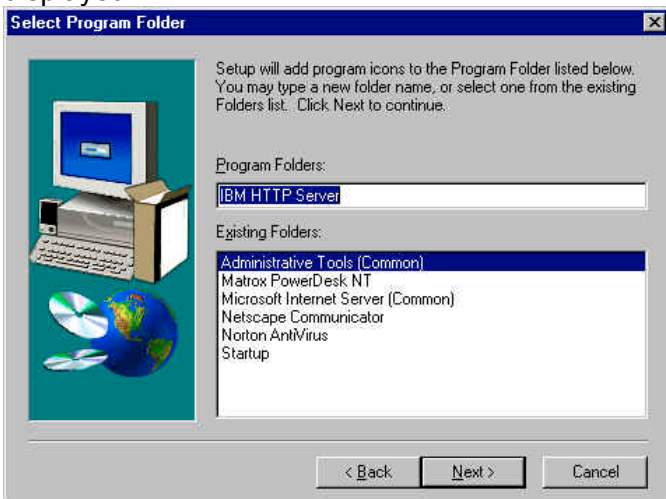 Select Program Folder
Setup will add program icons to the Program Folder listed below.
You may type a new folder name, or select one from the existing
Folders list.  Click Next to continue.
Program Folders:
IBM HTTP Server
Existing Folders:
Administrative Tools (Common)
Matrox PowerDesk NT
Microsoft Internet Server (Common)
Netscape Communicator
Norton AntiVirus
Startup
< Back
Next >
Cancel